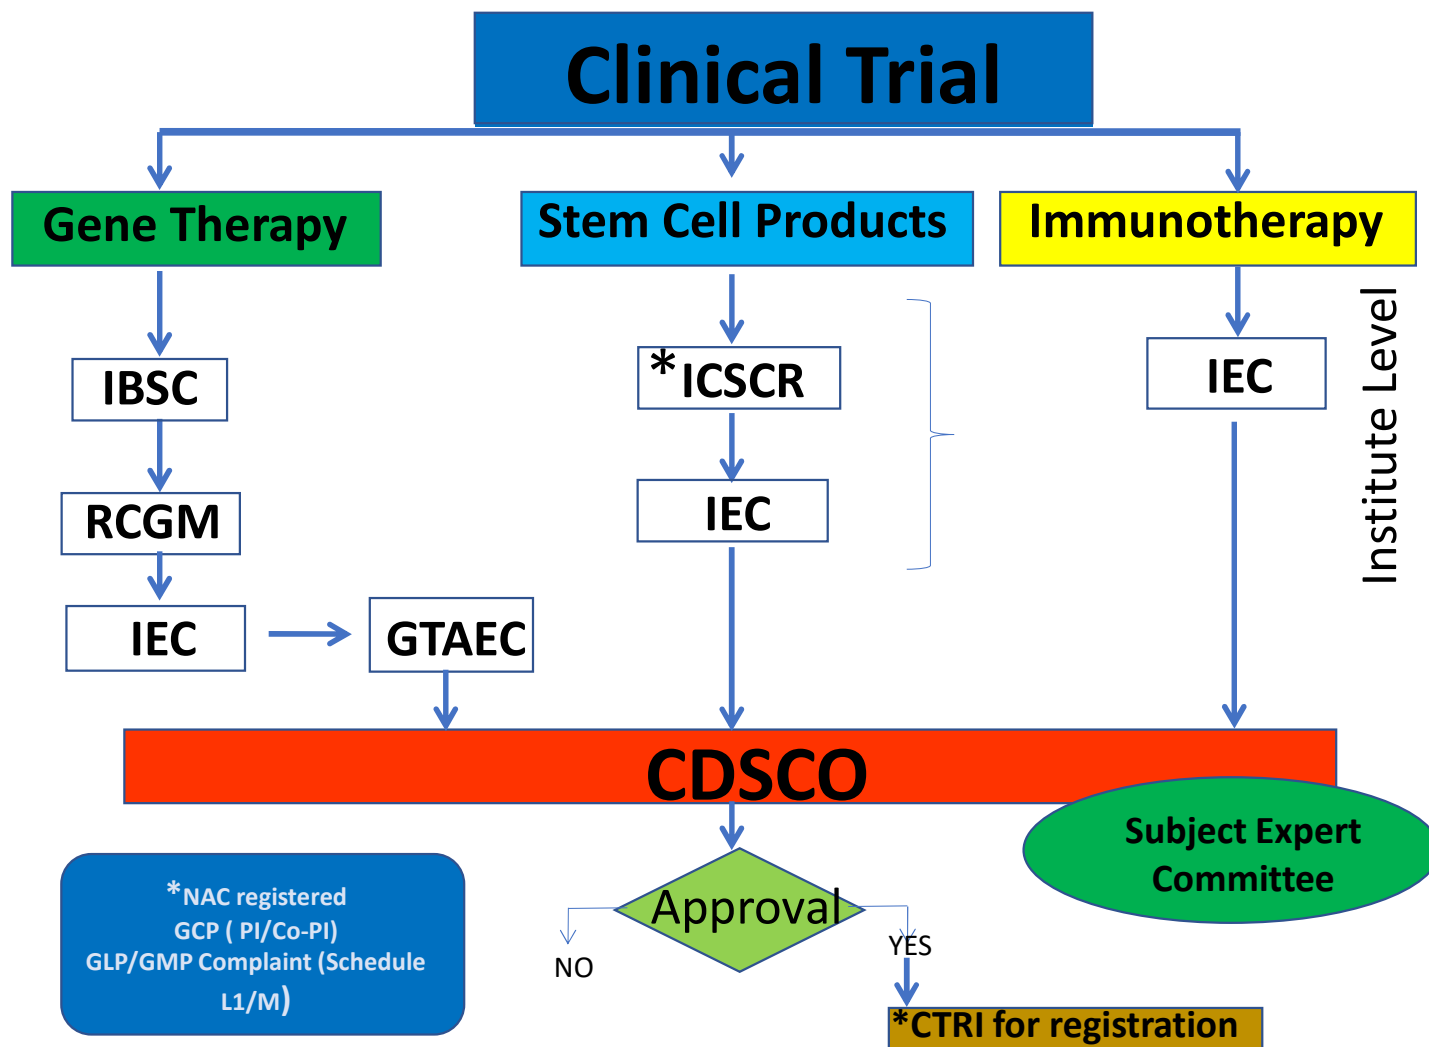 Clinical Trial
Gene Therapy
Stem Cell Products
Immunotherapy
Institute Level
IBSC
*ICSCR
IEC
RCGM
IEC
IEC
GTAEC
CDSCO
Subject Expert
Committee
*NAC registered
GCP ( PI/Co-PI)
GLP/GMP Complaint (Schedule
L1/M)
Approval
NO
YES
*CTRI for registration